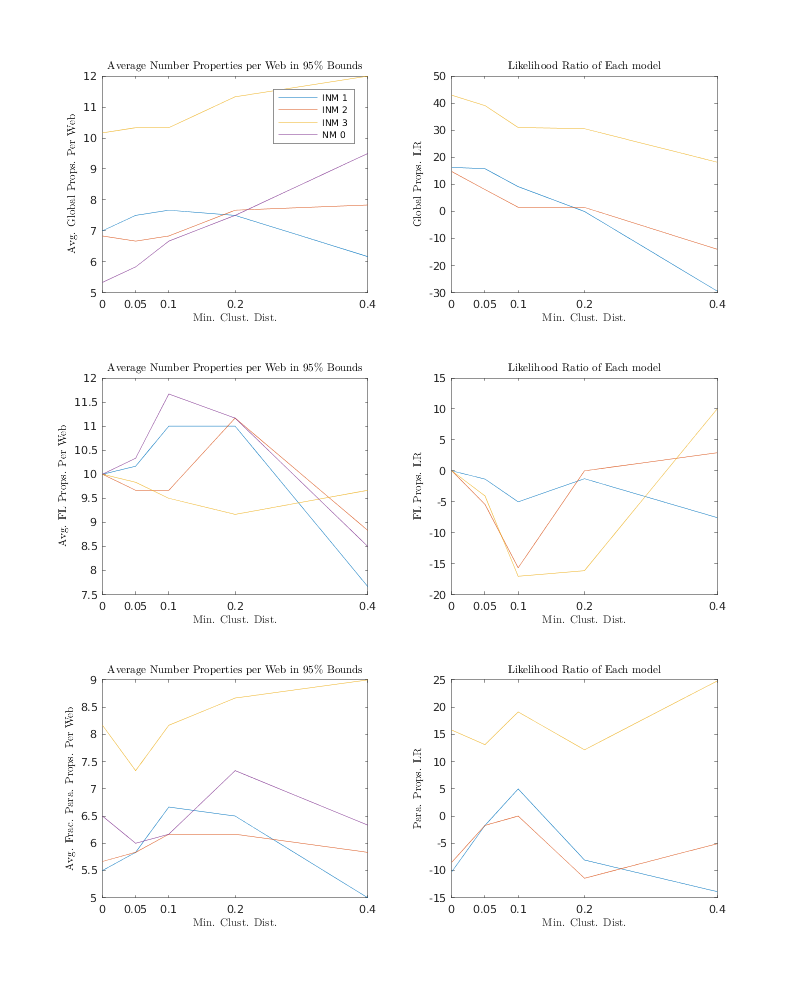 Average Number Properties per Web in 95% Bounds
12
11
10
9
8
7
6
5
Avg. Global Props. Per Web
INM 1
INM 2
INM 3
NM 0
0 0.05 0.1 0.2 0.4
Min. Clust. Dist.
Likelihood Ratio of Each model
50
40
30
20
10
0
-10
-20
-30
Global Props. LR
0 0.05 0.1 0.2 0.4
Min. Clust. Dist.
Average Number Properties per Web in 95% Bounds
12
11.5
11
10.5
10
9.5
9
8.5
8
7.5
Avg. FL Props. Per Web
0 0.05 0.1 0.2 0.4
Min. Clust. Dist.
Likelihood Ratio of Each model
15
10
5
0
-5
-10
-15
-20
FL Props. LR
0 0.05 0.1 0.2 0.4
Min. Clust. Dist.
Average Number Properties per Web in 95% Bounds
9
8.5
8
7.5
7
6.5
6
5.5
5
Avg. Frac. Para. Props. Per Web
0 0.05 0.1 0.2 0.4
Min. Clust. Dist.
Likelihood Ratio of Each model
25
20
15
10
5
0
-5
-10
-15
Para. Props. LR
0 0.05 0.1 0.2 0.4
Min. Clust. Dist.